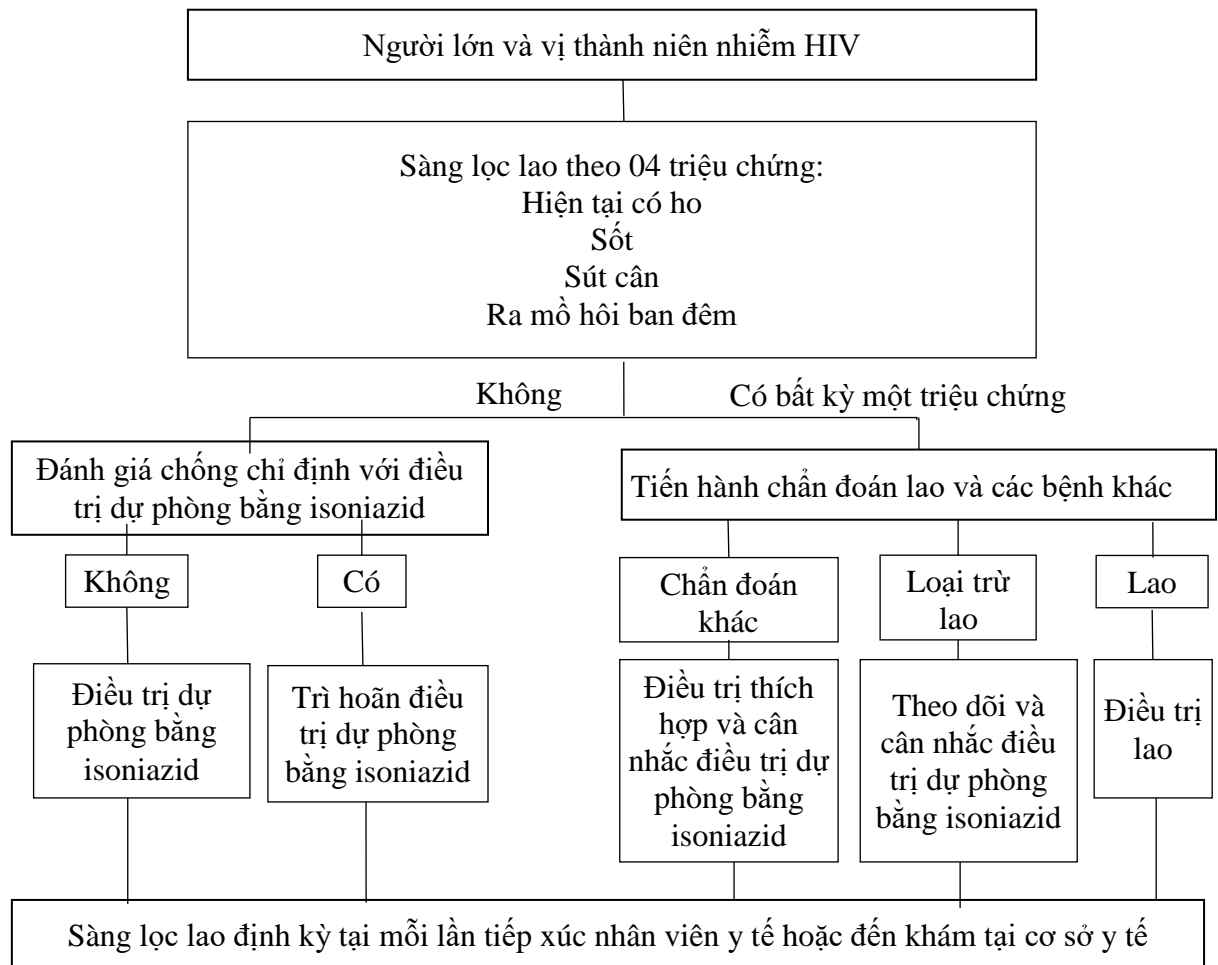 Người lớn và vị thành niên nhiễm HIV
Sàng lọc lao theo 04 triệu chứng:
Hiện tại có ho
Sốt
Sút cân
Ra mồ hôi ban đêm
Không
Có bất kỳ một triệu chứng
Đánh giá chống chỉ định với điều
trị dự phòng bằng isoniazid
Tiến hành chẩn đoán lao và các bệnh khác
Không
Có
Chẩn đoán
khác
Loại trừ
lao
Lao
Điều trị dự
phòng bằng
isoniazid
Trì hoãn điều
trị dự phòng
bằng isoniazid
Điều trị thích
hợp và cân
nhắc điều trị dự
phòng bằng
isoniazid
Theo dõi và
cân nhắc điều
trị dự phòng
bằng isoniazid
Điều trị
lao
Sàng lọc lao định kỳ tại mỗi lần tiếp xúc nhân viên y tế hoặc đến khám tại cơ sở y tế